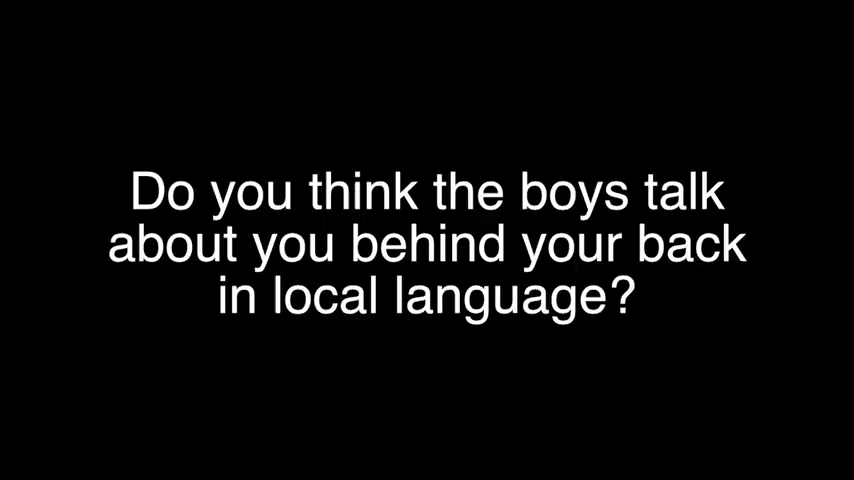 Do you think the boys talk
about you behind your back
in local language?